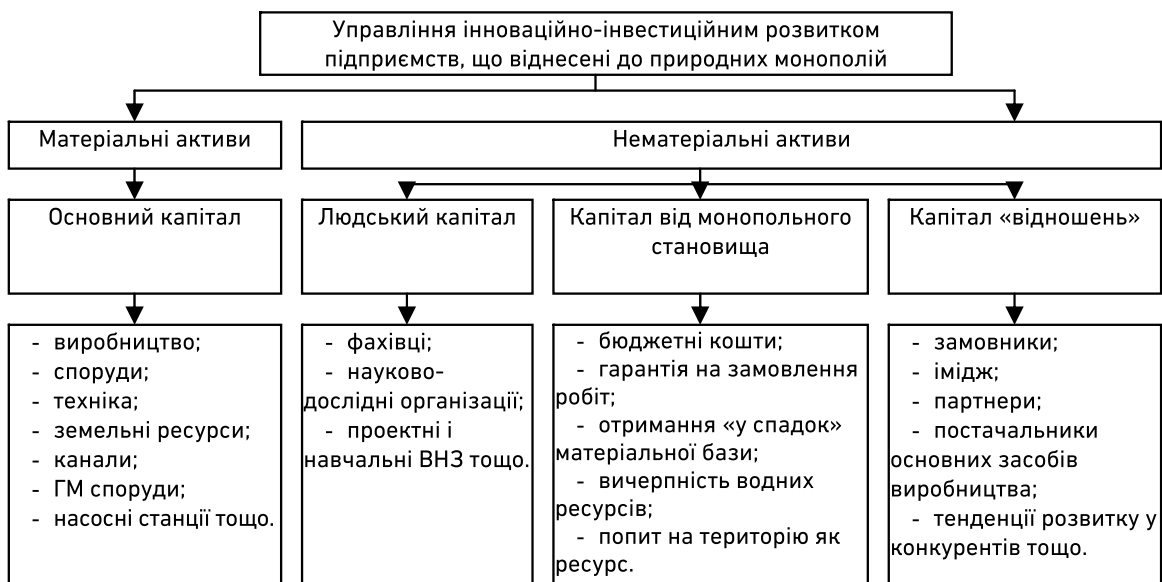 Управління інноваційно-інвестиційним розвитком
підприємств, що віднесені до природних монополій
Матеріальні активи
Нематеріальні активи
Основний капітал
Людський капітал
Капітал від монопольного
становища
Капітал «відношень»
- виробництво;
- споруди;
- техніка;
- земельні ресурси;
- канали;
- ГМ споруди;
- насосні станції тощо.
- фахівці;
- науково-
дослідні організації;
- проектні і
навчальні ВНЗ тощо.
- бюджетні кошти;
- гарантія на замовлення
робіт;
- отримання «у спадок»
матеріальної бази;
- вичерпність водних
ресурсів;
- попит на територію як
ресурс.
- замовники;
- імідж;
- партнери;
- постачальники
основних засобів
виробництва;
- тенденції розвитку у
конкурентів тощо.